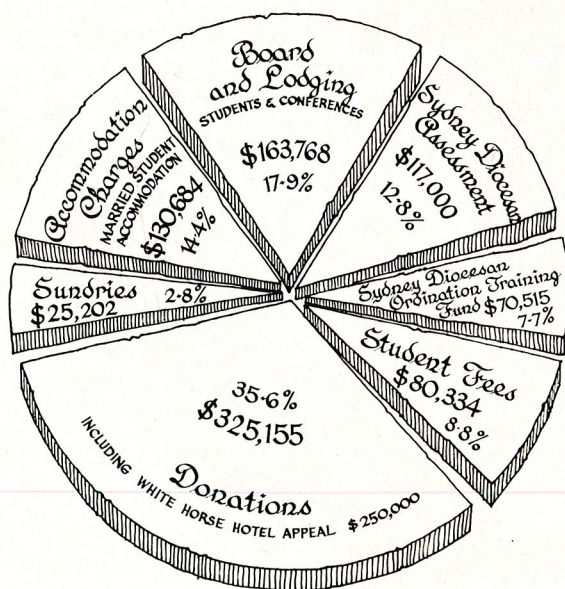 Board
and Lodging
STUDENTS & CONFERENCES
$163,768
17·9%
Sydney Diocesan
Assessment
$117,000
12·8%
Sydney Diocesan
Ordination Training
Fund $70,515
7·7%
Student Fees
$80,334
8·8%
35·6%
$325,155
Donations
INCLUDING WHITE HORSE HOTEL APPEAL $250,000
Sundries 2·8%
$25,202
Accommodation
Charges
MARRIED STUDENT
ACCOMMODATION
$130,684
14·4%